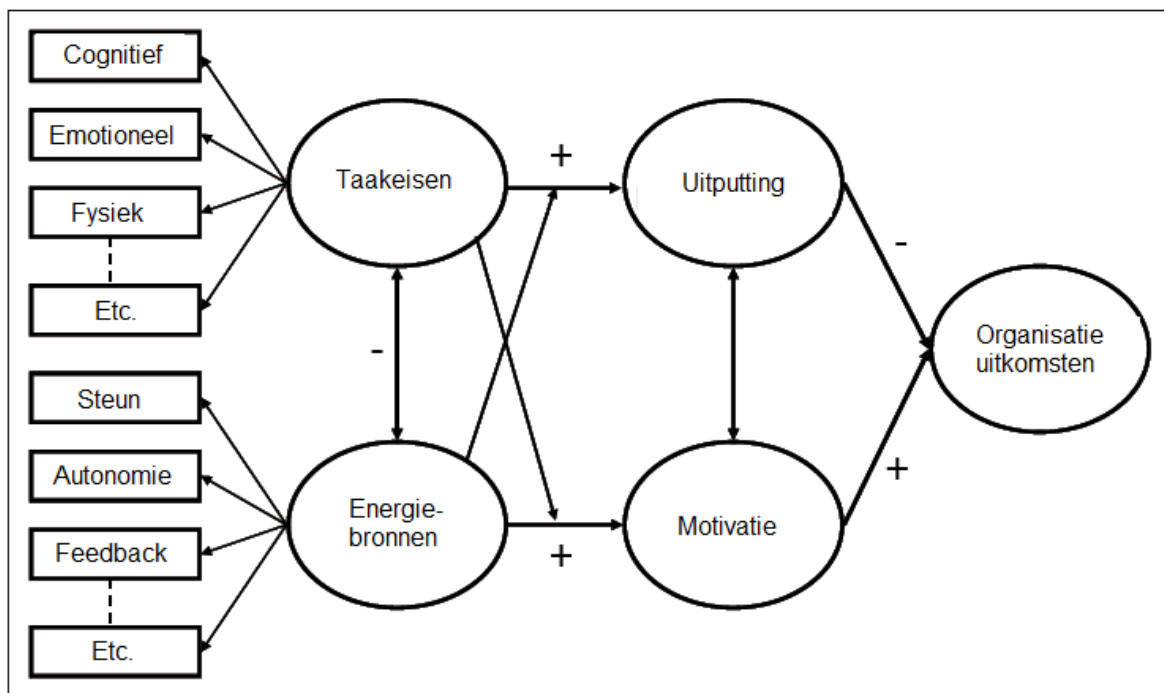 Cognitief
Emotioneel
Fysiek
Etc.
Steun
Autonomie
Feedback
Etc.
Taakeisen
+
Uitputting
-
-
Organisatie
uitkomsten
Energie-
bronnen
+
Motivatie
+